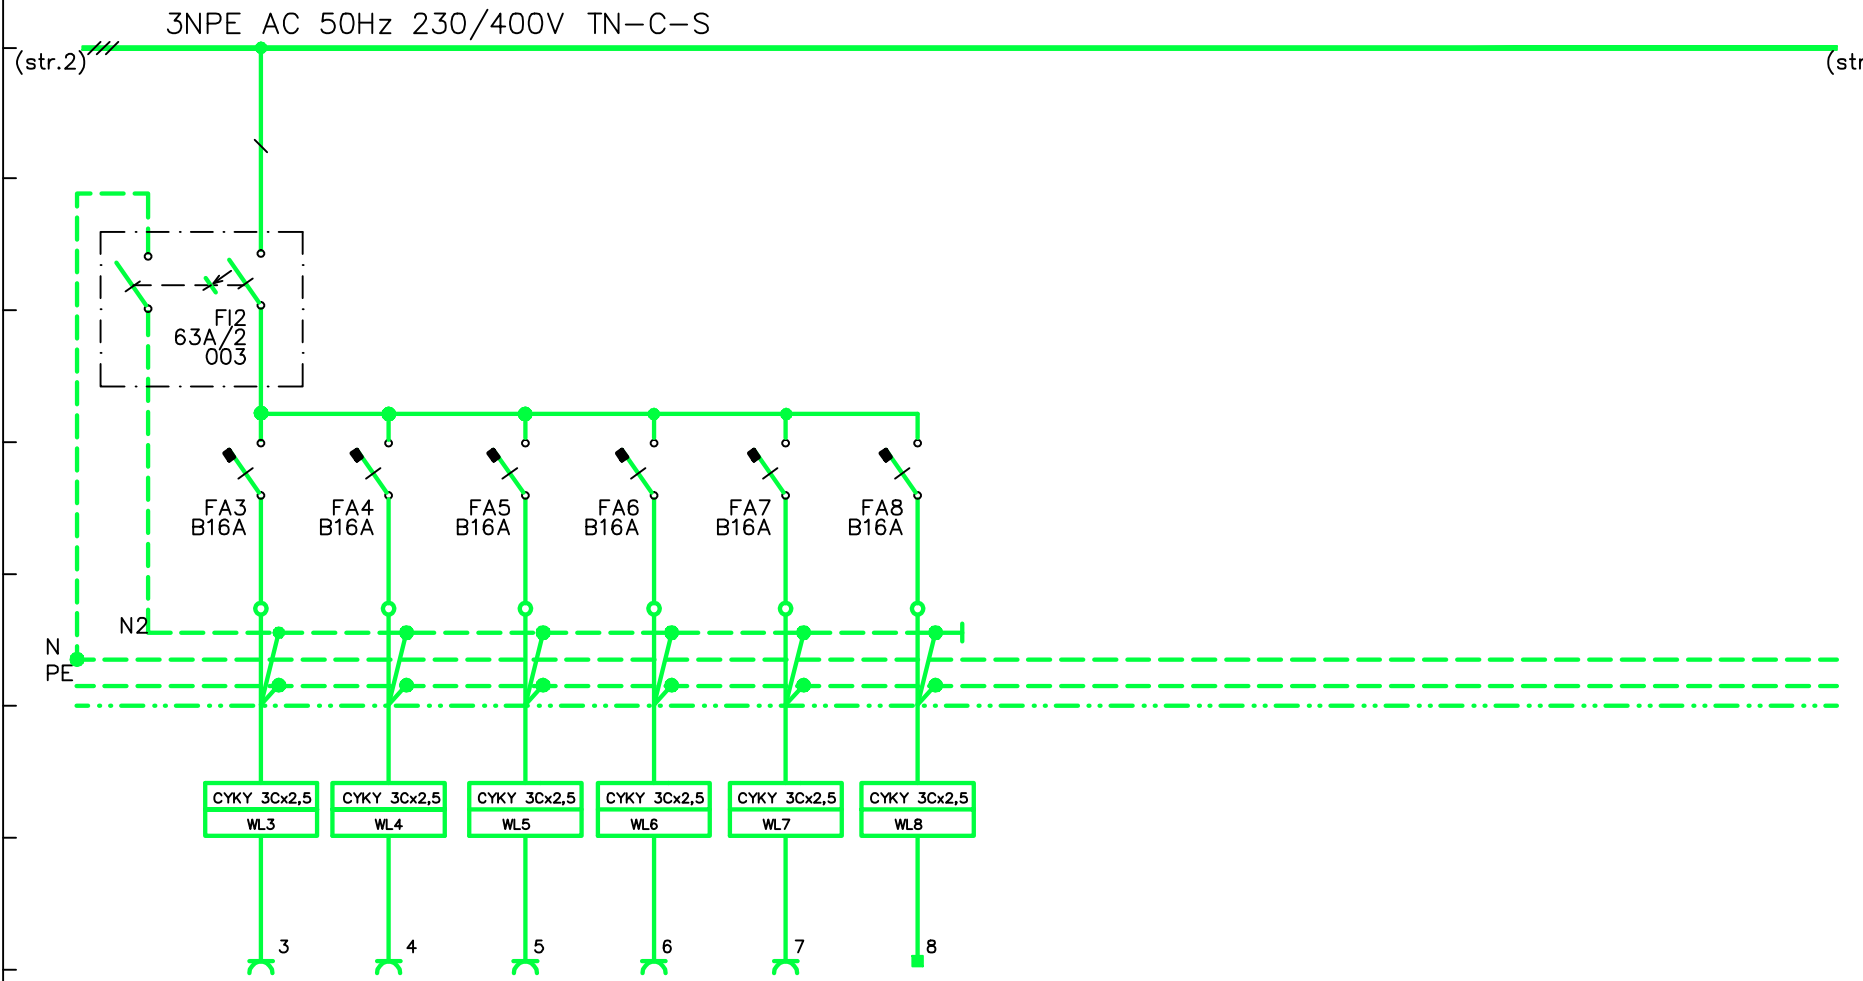 3NPE AC 50Hz 230/400V TN-C-S
(str.2)
(str
FI2
63A/2
003
FA3
B16A
FA4
B16A
FA5
B16A
FA6
B16A
FA7
B16A
FA8
B16A
N2
N
PE
CYKY 3Cx2,5
WL3
CYKY 3Cx2,5
WL4
CYKY 3Cx2,5
WL5
CYKY 3Cx2,5
WL6
CYKY 3Cx2,5
WL7
CYKY 3Cx2,5
WL8
3
4
5
6
7
8